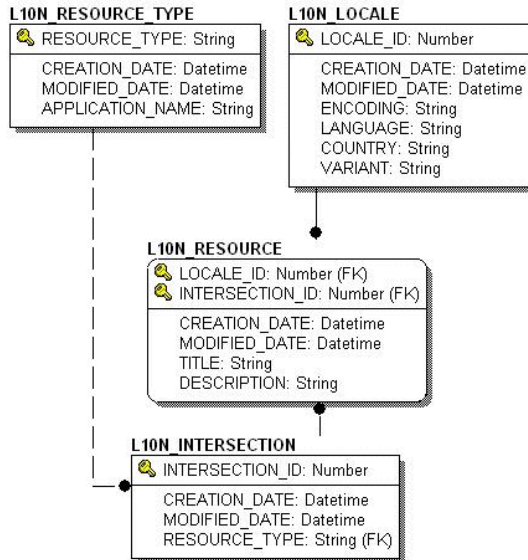 L10N_RESOURCE_TYPE
RESOURCE_TYPE: String
CREATION_DATE: Datetime
MODIFIED_DATE: Datetime
APPLICATION_NAME: String
L10N_LOCALE
LOCALE_ID: Number
CREATION_DATE: Datetime
MODIFIED_DATE: Datetime
ENCODING: String
LANGUAGE: String
COUNTRY: String
VARIANT: String
L10N_RESOURCE
LOCALE_ID: Number (FK)
INTERSECTION_ID: Number (FK)
CREATION_DATE: Datetime
MODIFIED_DATE: Datetime
TITLE: String
DESCRIPTION: String
L10N_INTERSECTION
INTERSECTION_ID: Number
CREATION_DATE: Datetime
MODIFIED_DATE: Datetime
RESOURCE_TYPE: String (FK)